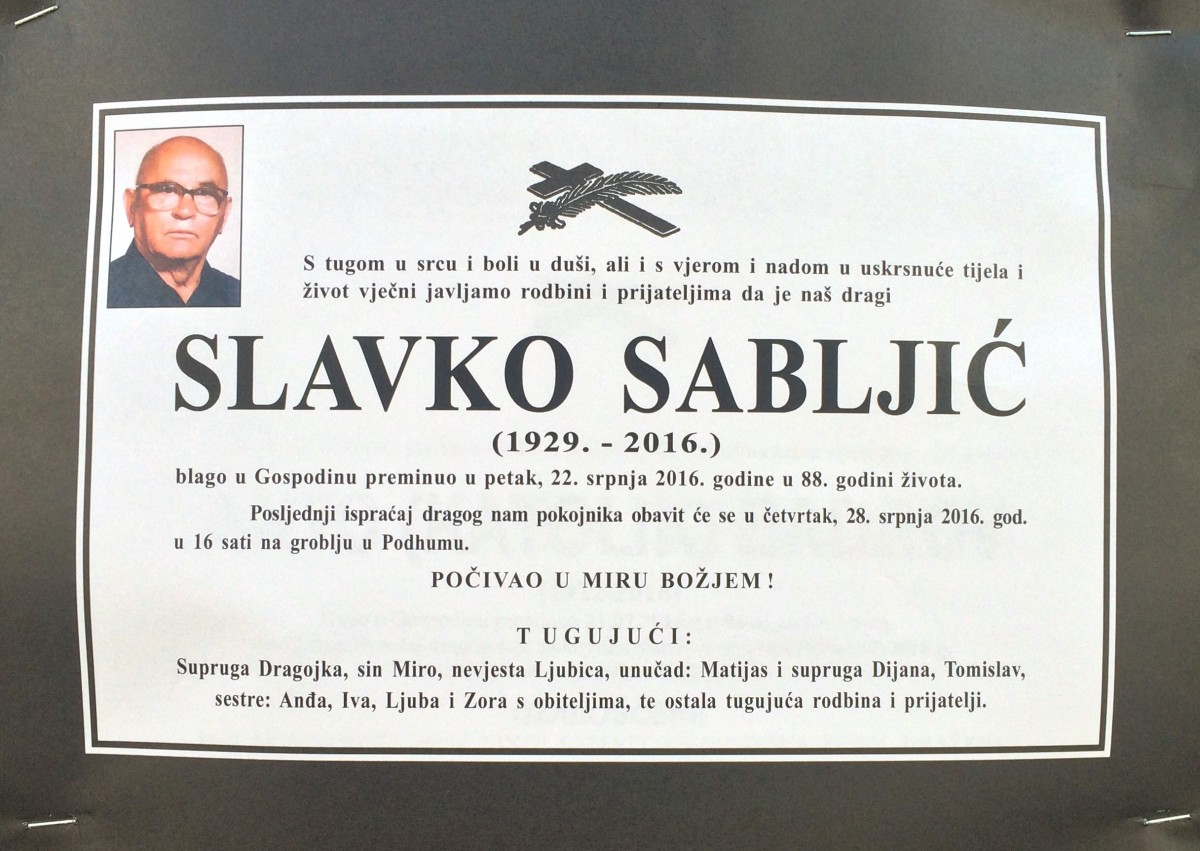 S tugom u srcu i boli u duši, ali i s vjerom i nadom u uskrsnuće tijela i
život vječni javljamo rodbini i prijateljima da je naš dragi
SLAVKO SABLJIĆ
(1929. - 2016.)
blago u Gospodinu preminuo u petak, 22. srpnja 2016. godine u 88. godini života.
Posljednji ispraćaj dragog nam pokojnika obavit će se u četvrtak, 28. srpnja 2016. god.
u 16 sati na groblju u Podhumu.
POČIVAO U MIRU BOŽJEM!
TUGUJUĆI:
Supruga Dragojka, sin Miro, nevjesta Ljubica, unučad: Matijas i supruga Dijana, Tomislav,
sestre: Anđa, Iva, Ljuba i Zora s obiteljima, te ostala tugujuća rodbina i prijatelji.